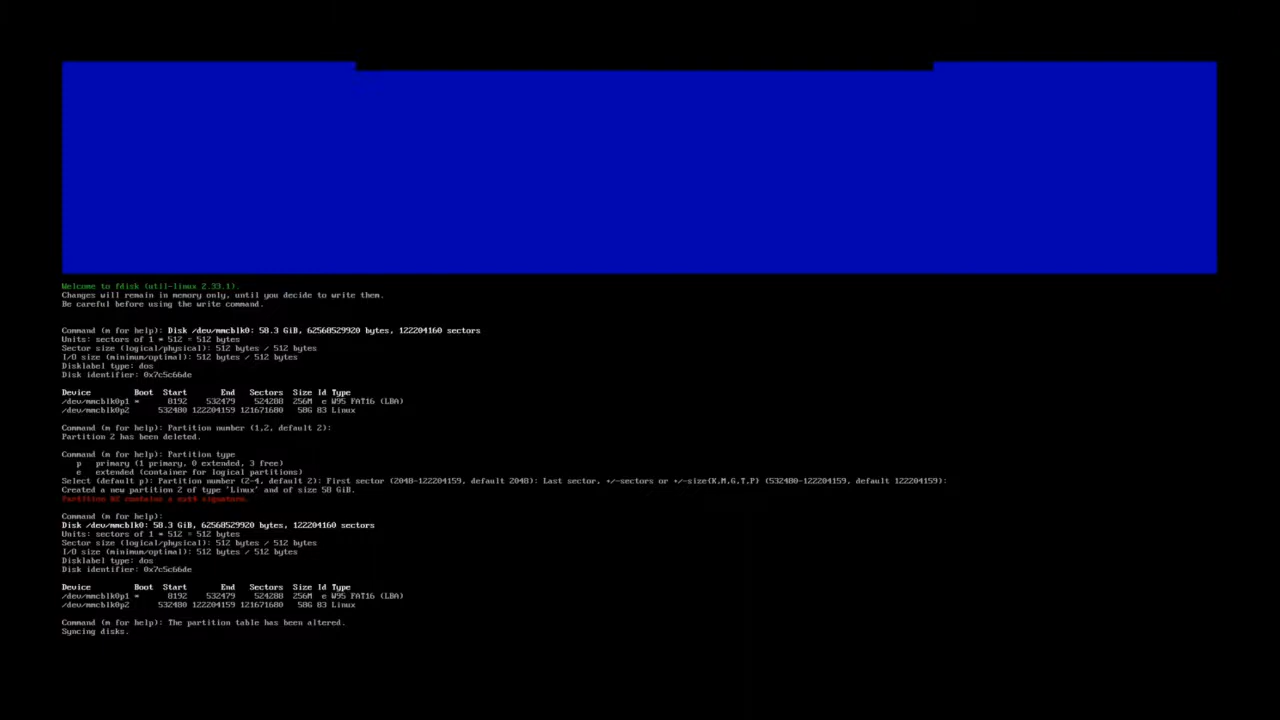 Welcome to fdisk (util-linux 2.33.1).
Changes will remain in memory only, until you decide to write them.
Be careful before using the write command.
Command (m for help): Disk /dev/mmcblk0: 58.3 GiB, 62568529920 bytes, 122204160 sectors
Units: sectors of 1 * 512 = 512 bytes
Sector size (logical/physical): 512 bytes / 512 bytes
I/O size (minimum/optimal): 512 bytes / 512 bytes
Disklabel type: dos
Disk identifier: 0x7c5c66de
Device Boot Start End Sectors Size Id Type
/dev/mmcblk0p1 * 8192 532479 524288 256M e W95 FAT16 (LBA)
/dev/mmcblk0p2 532480 122204159 121671680 58G 83 Linux
Command (m for help): Partition number (1,2, default 2):
Partition 2 has been deleted.
Command (m for help): Partition type
p primary (1 primary, 0 extended, 3 free)
e extended (container for logical partitions)
Select (default p): Partition number (2-4, default 2): First sector (2048-122204159, default 2048): Last sector, +/-sectors or +/-size{K,M,G,T,P} (532480-122204159, default 122204159):
Created a new partition 2 of type 'Linux' and of size 58 GiB.
Partition #2 contains a ext4 signature.
Command (m for help):
Disk /dev/mmcblk0: 58.3 GiB, 62568529920 bytes, 122204160 sectors
Units: sectors of 1 * 512 = 512 bytes
Sector size (logical/physical): 512 bytes / 512 bytes
I/O size (minimum/optimal): 512 bytes / 512 bytes
Disklabel type: dos
Disk identifier: 0x7c5c66de
Device Boot Start End Sectors Size Id Type
/dev/mmcblk0p1 * 8192 532479 524288 256M e W95 FAT16 (LBA)
/dev/mmcblk0p2 532480 122204159 121671680 58G 83 Linux
Command (m for help): The partition table has been altered.
Syncing disks.